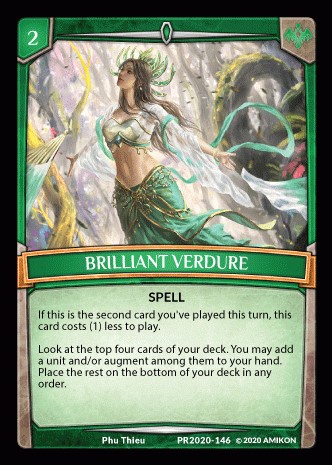 2
BRILLIANT VERDURE
SPELL
If this is the second card you've played this turn, this
card costs (1) less to play.
Look at the top four cards of your deck. You may add
a unit and/or augment among them to your hand.
Place the rest on the bottom of your deck in any
order.
Phu Thieu PR2020-146 © 2020 AMIKON